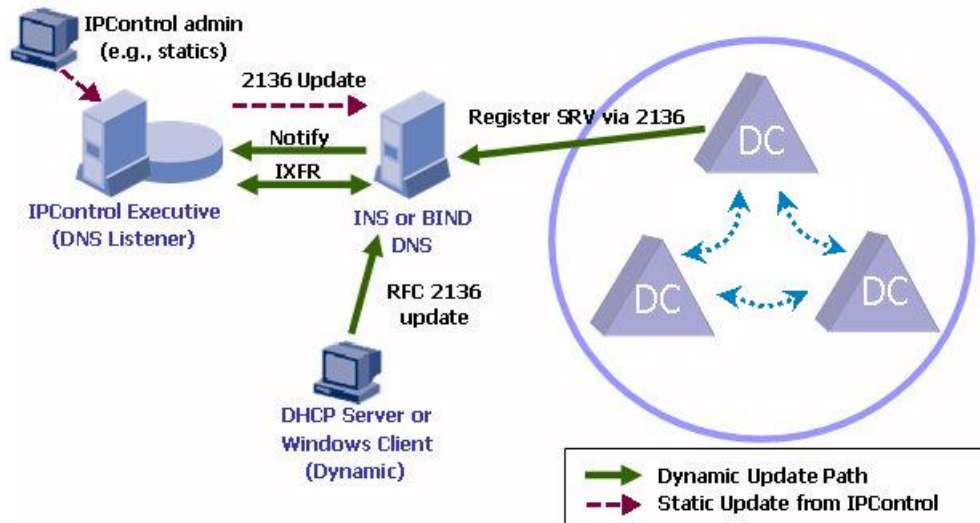 IPControl admin
(e.g., statics)
2136 Update
Notify
IXFR
IPControl Executive
(DNS Listener)
INS or BIND
DNS
Register SRV via 2136
DC
DC
DC
RFC 2136
update
DHCP Server or
Windows Client
(Dynamic)
Dynamic Update Path
Static Update from IPControl